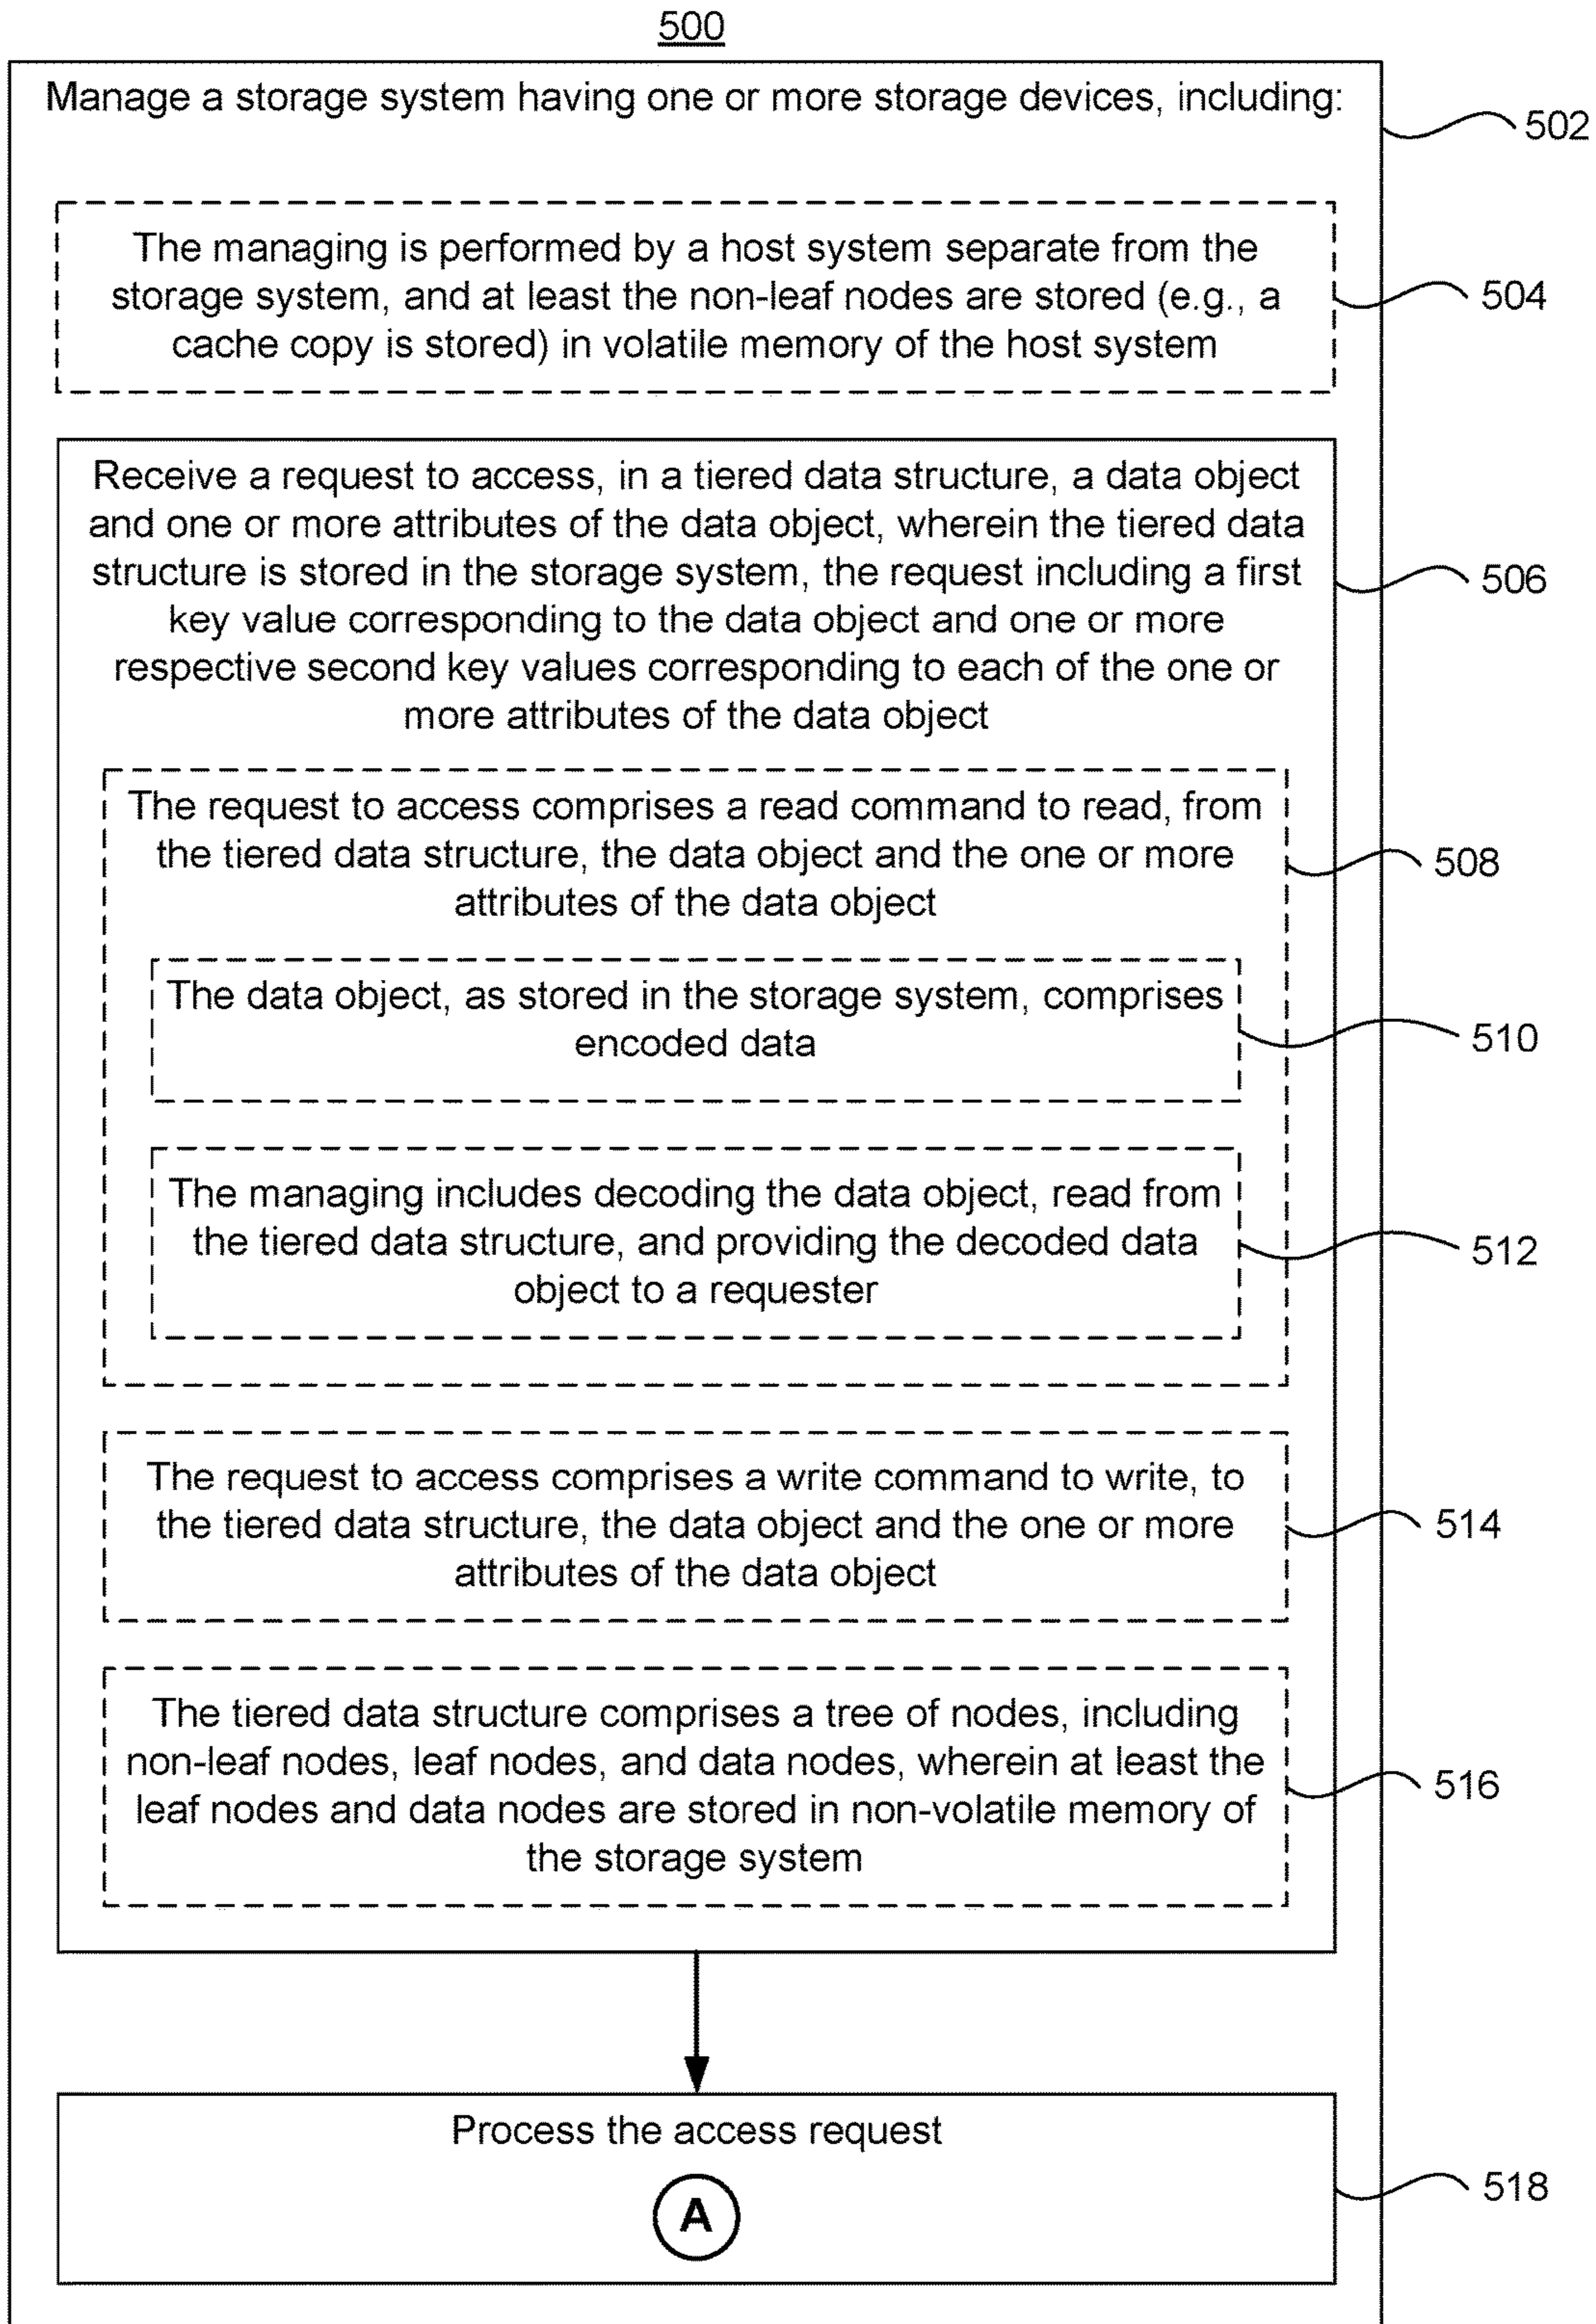 500
Manage a storage system having one or more storage devices, including:
502
The managing is performed by a host system separate from the
storage system, and at least the non-leaf nodes are stored (e.g., a
cache copy is stored) in volatile memory of the host system
504
Receive a request to access, in a tiered data structure, a data object
and one or more attributes of the data object, wherein the tiered data
structure is stored in the storage system, the request including a first
key value corresponding to the data object and one or more
respective second key values corresponding to each of the one or
more attributes of the data object
506
The request to access comprises a read command to read, from
the tiered data structure, the data object and the one or more
attributes of the data object
508
The data object, as stored in the storage system, comprises
encoded data
510
The managing includes decoding the data object, read from
the tiered data structure, and providing the decoded data
object to a requester
512
The request to access comprises a write command to write, to
the tiered data structure, the data object and the one or more
attributes of the data object
514
The tiered data structure comprises a tree of nodes, including
non-leaf nodes, leaf nodes, and data nodes, wherein at least the
leaf nodes and data nodes are stored in non-volatile memory of
the storage system
516
Process the access request
A
518